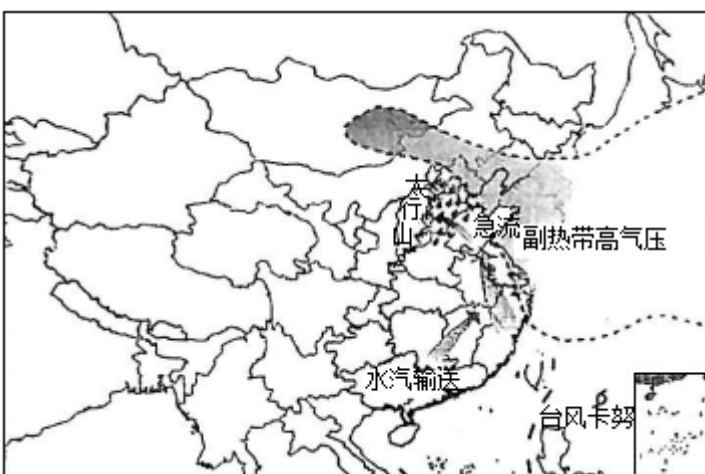 太行山
急流
副热带高气压
水汽输送
台风卡努